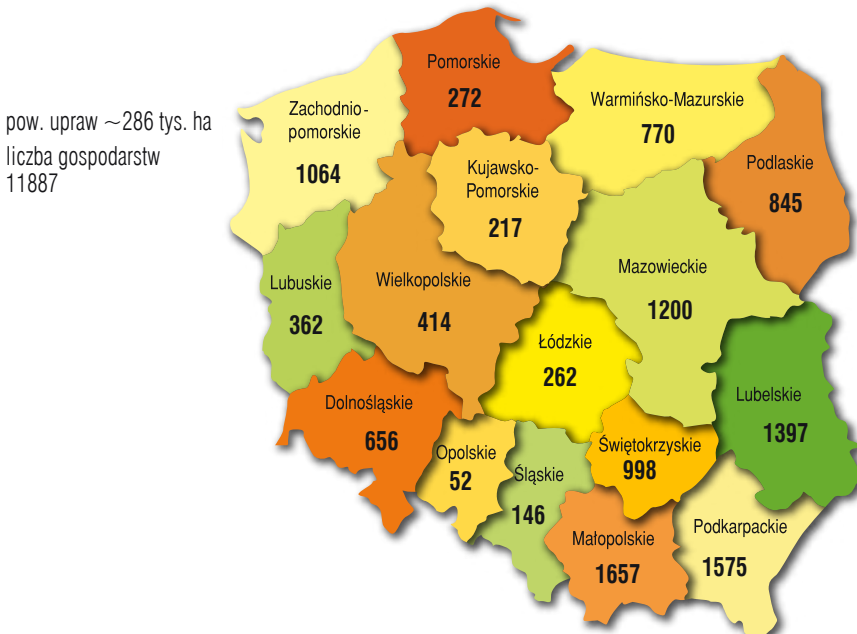 pow. upraw ~286 tys. ha
liczba gospodarstw
11887
Pomorskie
272
Zachodnio-
pomorskie
1064
Warmińsko-Mazurskie
770
Podlaskie
845
Kujawsko-
Pomorskie
217
Lubuskie
362
Wielkopolskie
414
Mazowieckie
1200
Łódzkie
262
Lubelskie
1397
Dolnośląskie
656
Opolskie
52
Śląskie
146
Świętokrzyskie
998
Małopolskie
1657
Podkarpackie
1575